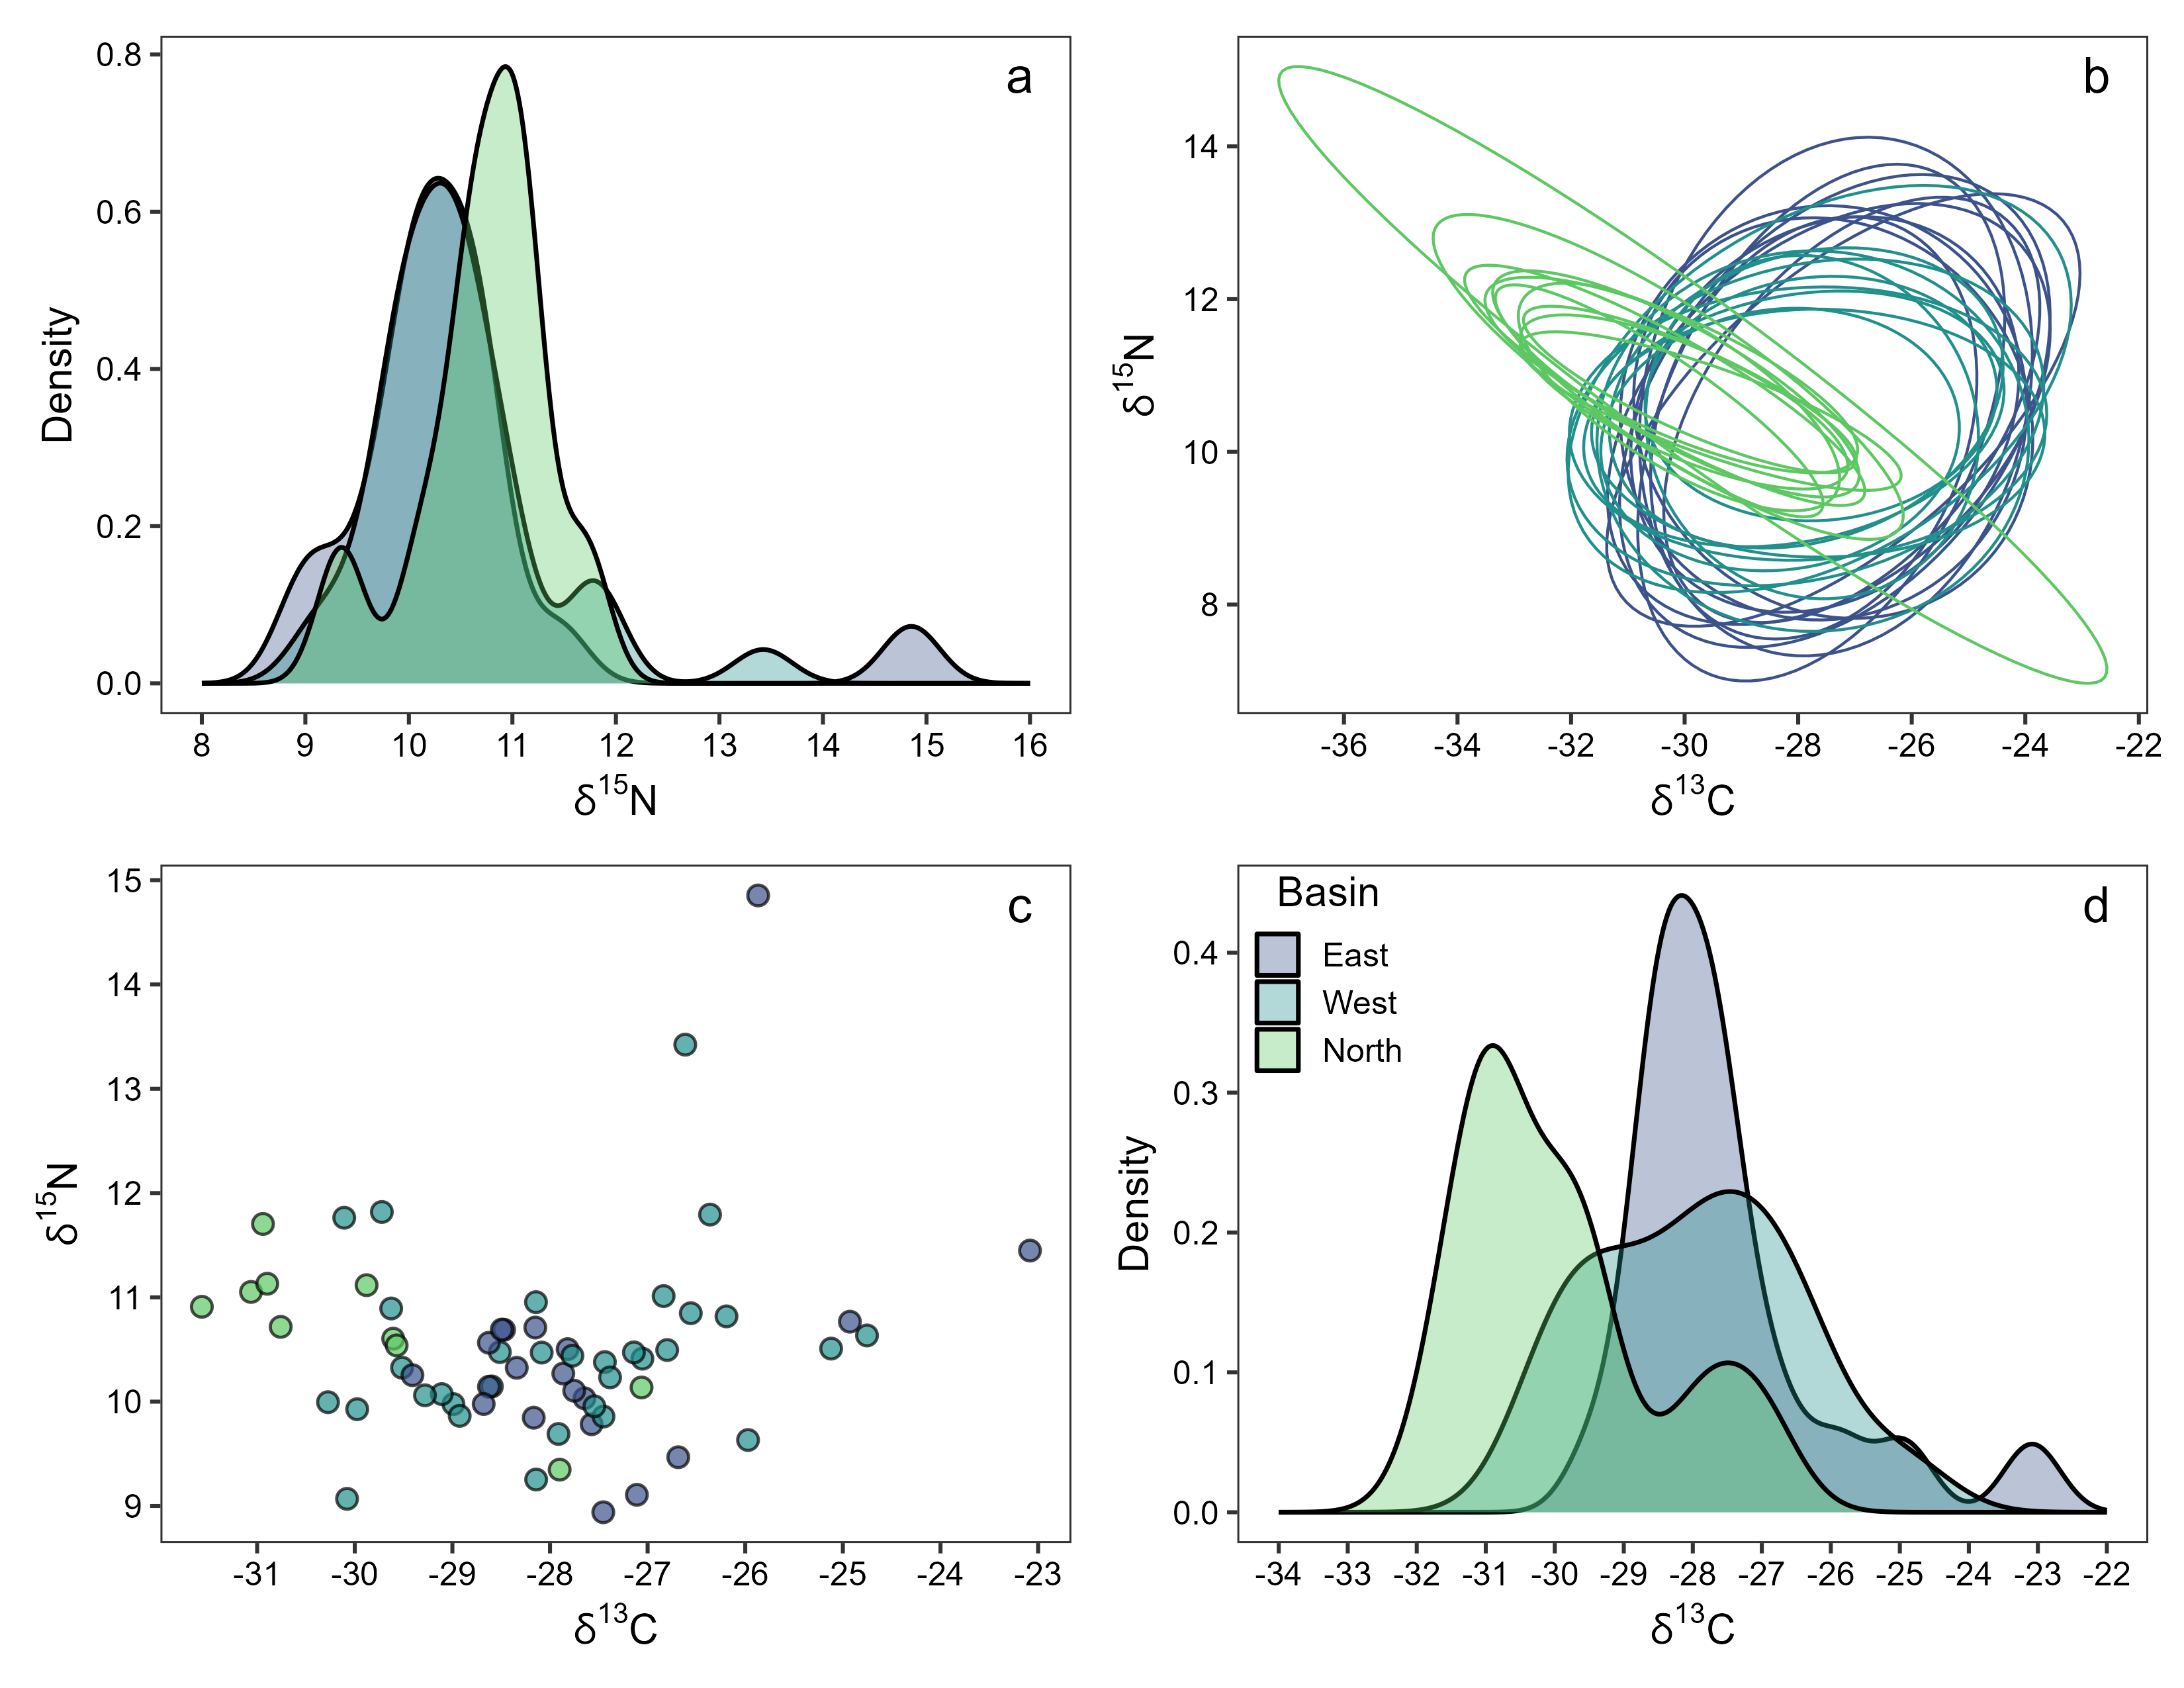 a
0.8
0.6
0.4
0.2
0.0
Density
8 9 10 11 12 13 14 15 16
δ¹⁵N
b
14
12
10
8
δ¹⁵N
-36 -34 -32 -30 -28 -26 -24 -22
δ¹³C
c
15
14
13
12
11
10
9
δ¹⁵N
-31 -30 -29 -28 -27 -26 -25 -24 -23
δ¹³C
d
Basin
East
West
North
0.4
0.3
0.2
0.1
0.0
Density
-34 -33 -32 -31 -30 -29 -28 -27 -26 -25 -24 -23 -22
δ¹³C